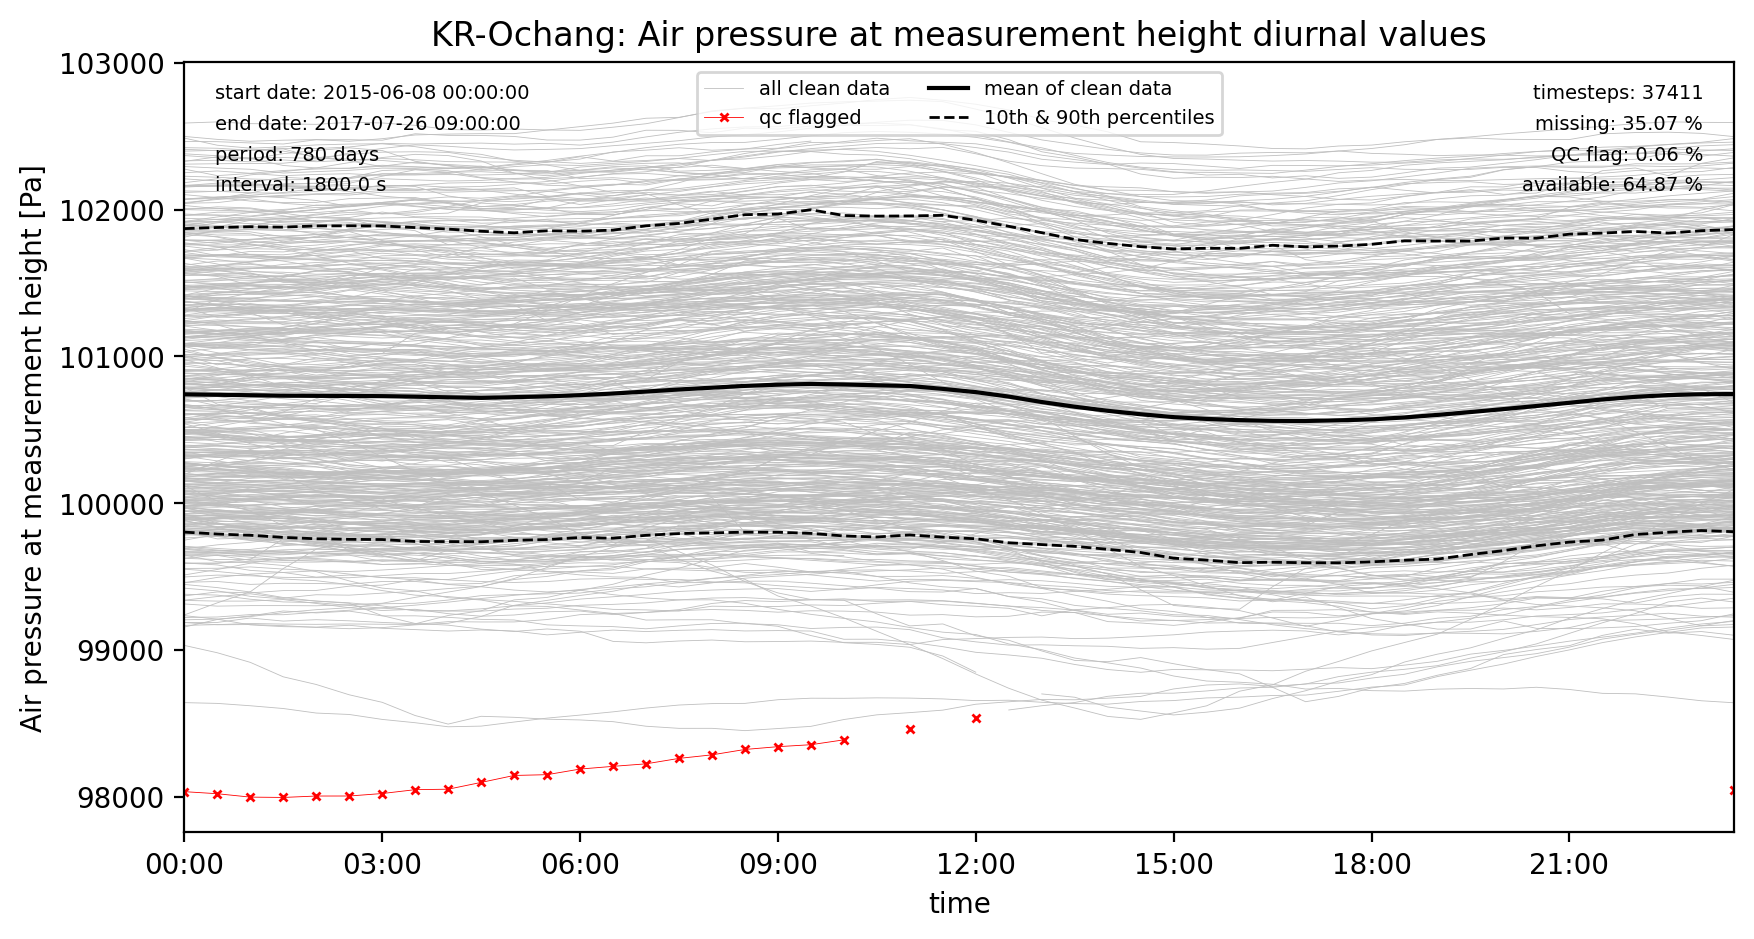 KR-Ochang: Air pressure at measurement height diurnal values
start date: 2015-06-08 00:00:00
end date: 2017-07-26 09:00:00
period: 780 days
interval: 1800.0 s
all clean data
qc flagged
mean of clean data
10th & 90th percentiles
timesteps: 37411
missing: 35.07 %
QC flag: 0.06 %
available: 64.87 %
Air pressure at measurement height [Pa]
103000
102000
101000
100000
99000
98000
00:00 03:00 06:00 09:00 12:00 15:00 18:00 21:00
time